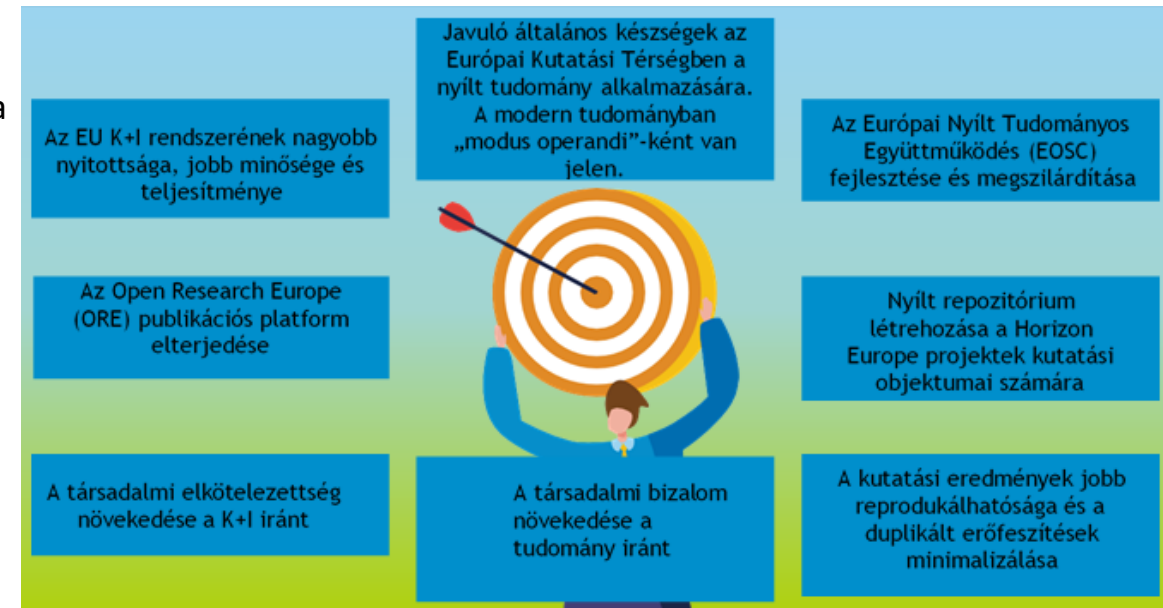 a
Az EU K+I rendszerének nagyobb
nyitottsága, jobb minősége és
teljesítménye
Javuló általános készségek az
Európai Kutatási Térségben a
nyílt tudomány alkalmazására.
A modern tudományban
„modus operandi”-ként van
jelen.
Az Európai Nyílt Tudományos
Együttműködés (EOSC)
fejlesztése és megszilárdítása
Az Open Research Europe
(ORE) publikációs platform
elterjedése
Nyílt repozitórium
létrehozása a Horizon
Europe projektek kutatási
objektumai számára
A társadalmi elkötelezettség
növekedése a K+I iránt
A társadalmi bizalom
növekedése a
tudomány iránt
A kutatási eredmények jobb
reprodukálhatósága és a
duplikált erőfeszítések
minimalizálása